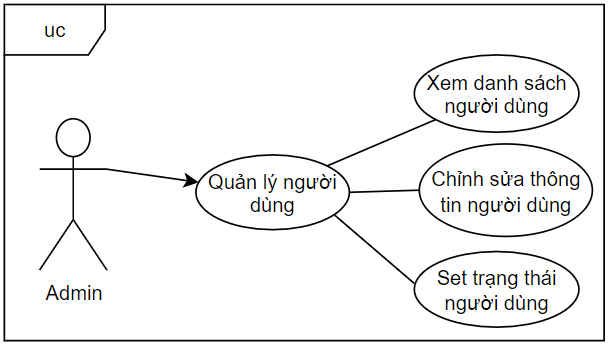 uc
Xem danh sách
người dùng
Quản lý người
dùng
Chỉnh sửa thông
tin người dùng
Set trạng thái
người dùng
Admin